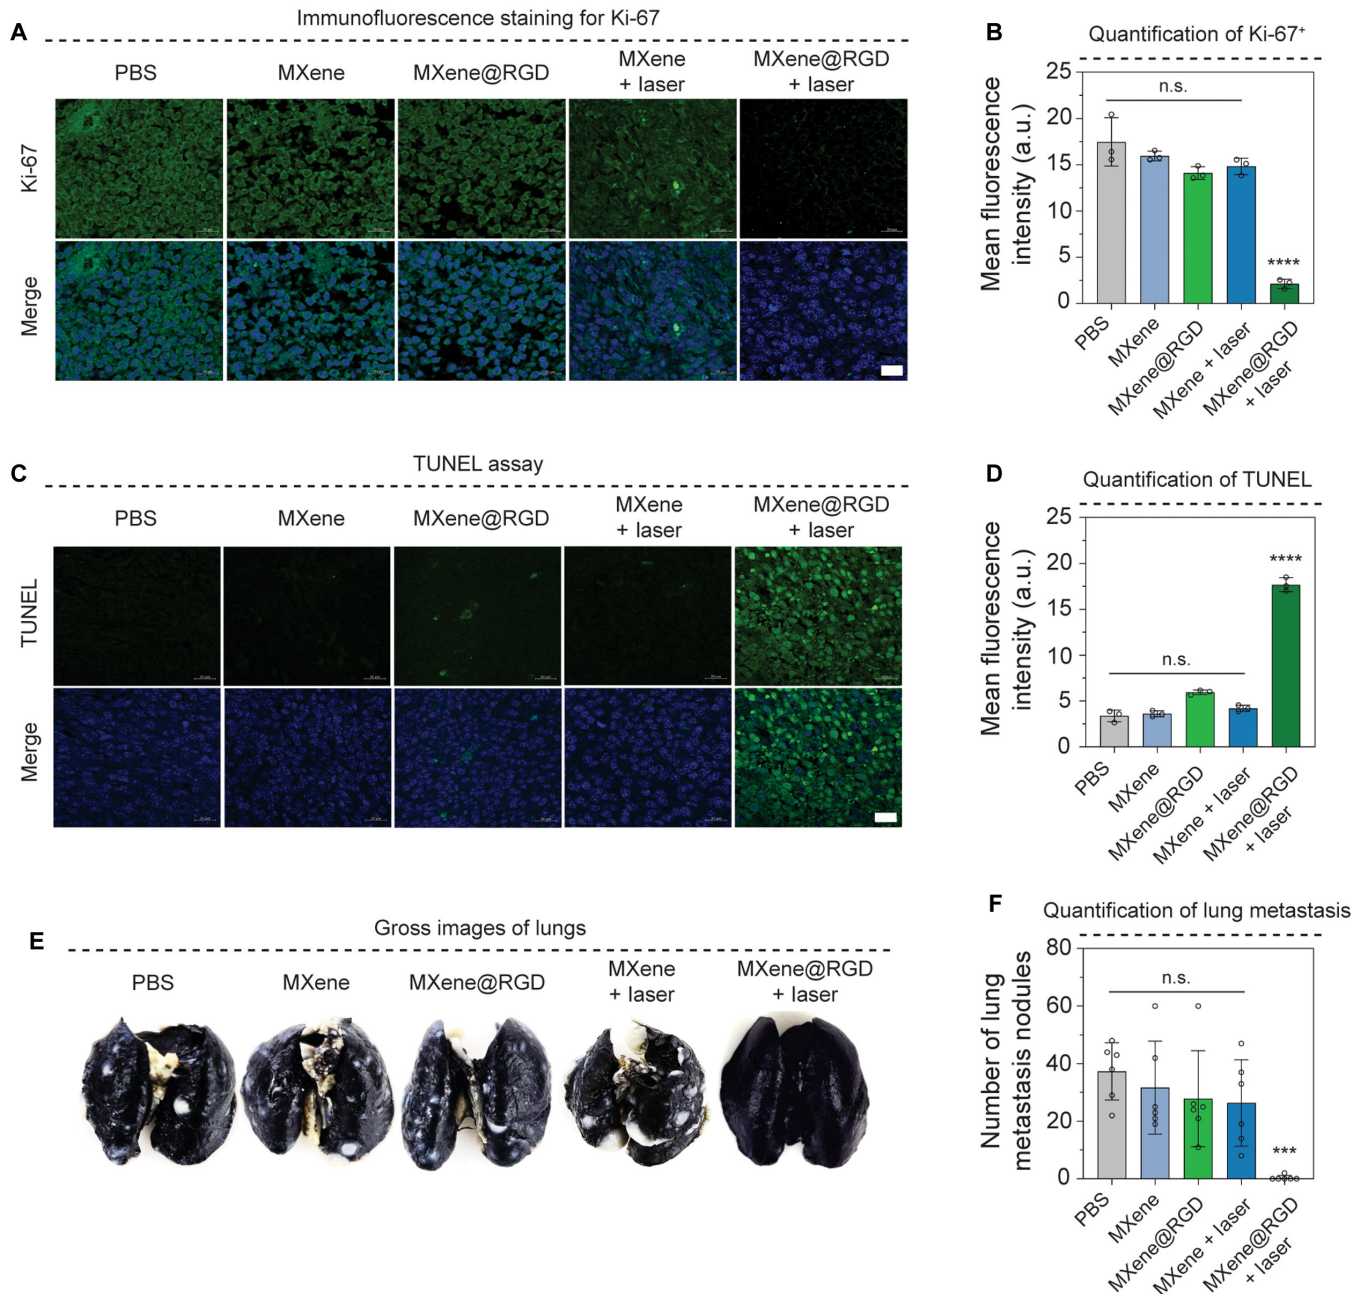 A
Immunofluorescence staining for Ki-67
PBS
MXene
MXene@RGD
MXene
+ laser
MXene@RGD
+ laser
Ki-67
Merge
B
Quantification of Ki-67⁺
Mean fluorescence
intensity (a.u.)
25
20
15
10
5
0
n.s.
****
PBS
MXene
MXene@RGD
MXene + laser
MXene@RGD
+ laser
C
TUNEL assay
PBS
MXene
MXene@RGD
MXene
+ laser
MXene@RGD
+ laser
TUNEL
Merge
D
Quantification of TUNEL
Mean fluorescence
intensity (a.u.)
25
20
15
10
5
0
n.s.
****
PBS
MXene
MXene@RGD
MXene + laser
MXene@RGD
+ laser
E
Gross images of lungs
PBS
MXene
MXene@RGD
MXene
+ laser
MXene@RGD
+ laser
F
Quantification of lung metastasis
Number of lung
metastasis nodules
80
60
40
20
0
n.s.
***
PBS
MXene
MXene@RGD
MXene + laser
MXene@RGD
+ laser